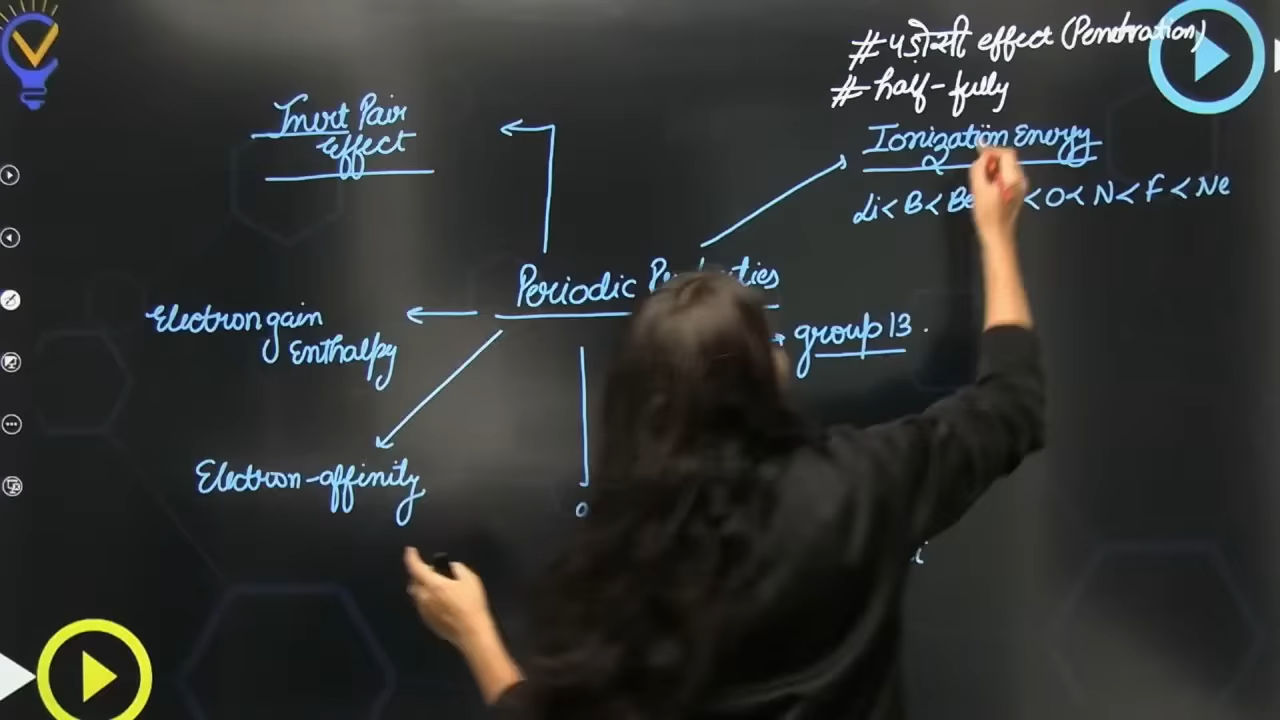 #पड़ोसी effect (Penetration)
# half-fully
Inert Pair
Effect
Ionization Energy
Li < B < Be < O < N < F < Ne
Periodic
group 13.
Electron gain
Enthalpy
Electron-affinity